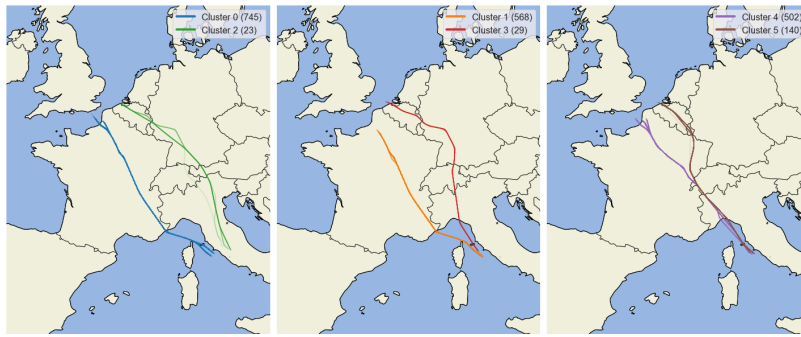 Cluster 0 (745)
Cluster 2 (23)
Cluster 1 (568)
Cluster 3 (29)
Cluster 4 (502)
Cluster 5 (140)